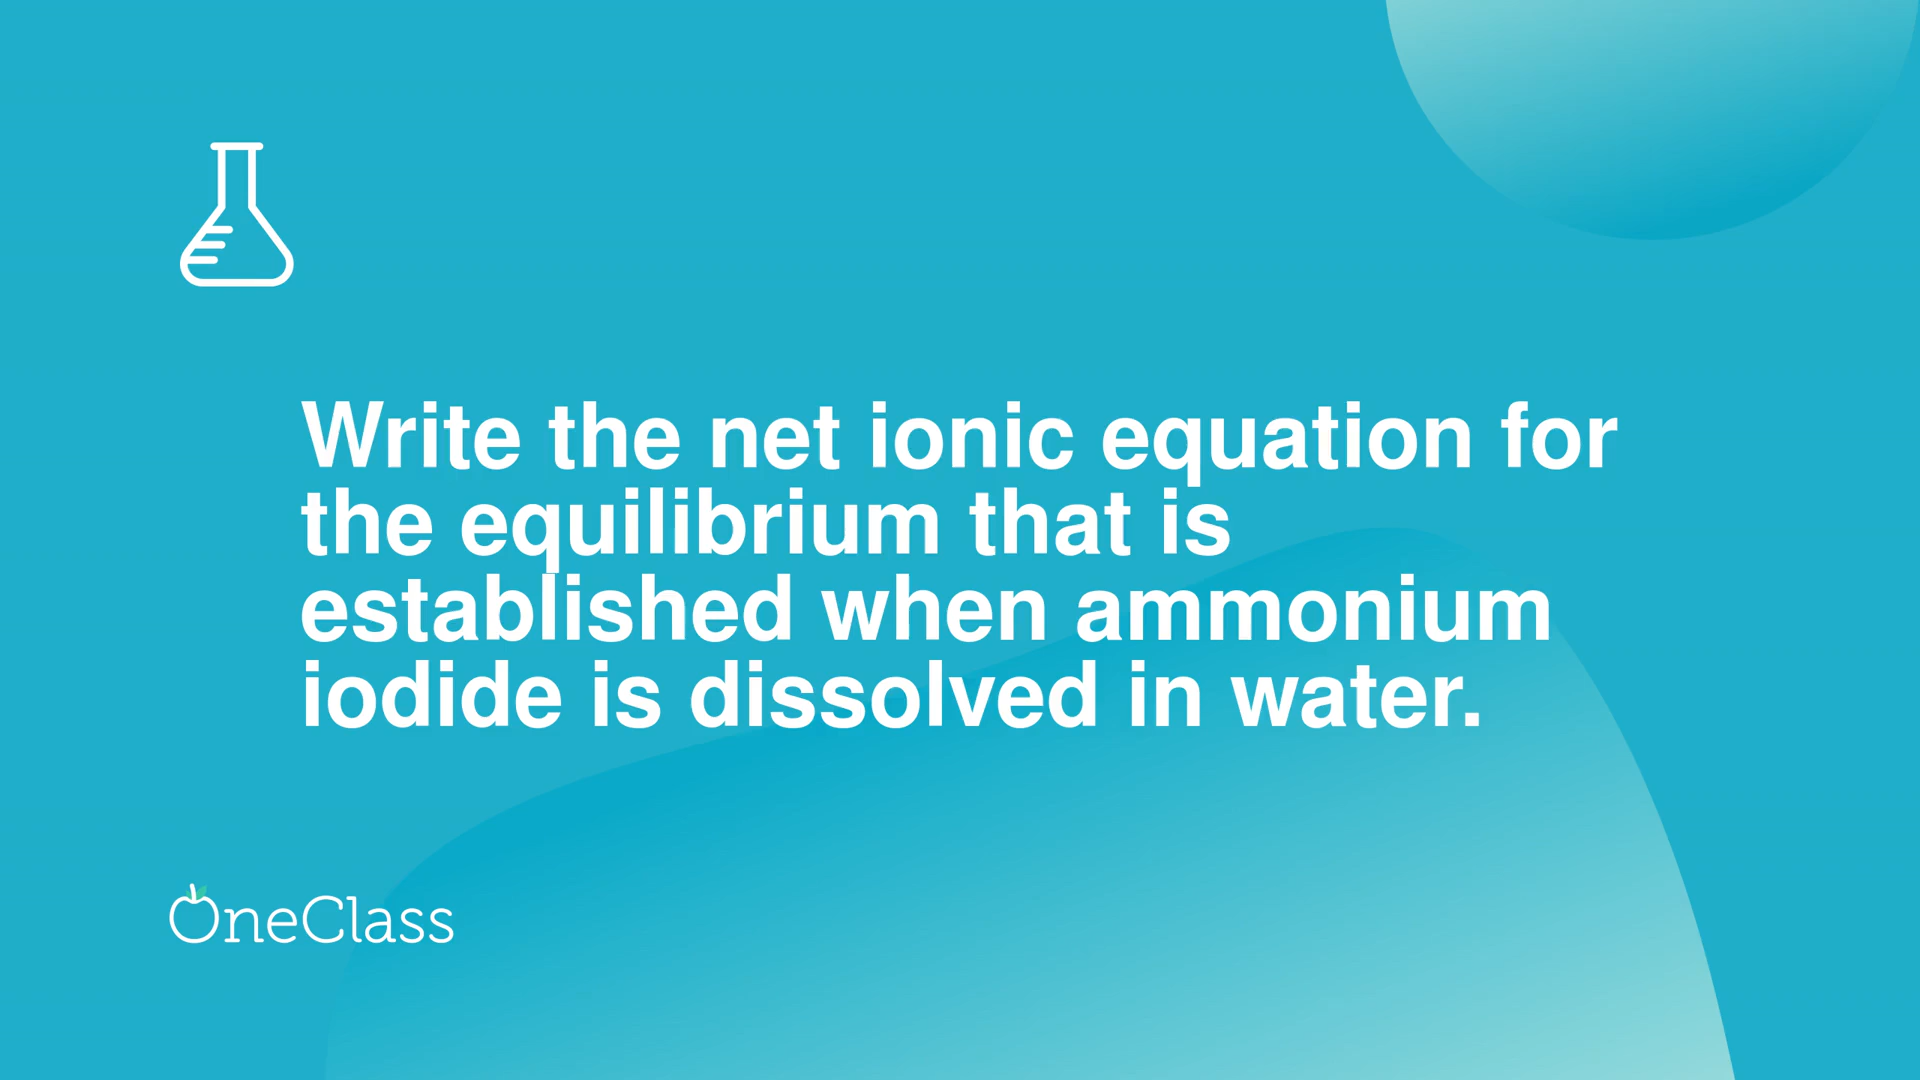 Write the net ionic equation for
the equilibrium that is
established when ammonium
iodide is dissolved in water.
OneClass